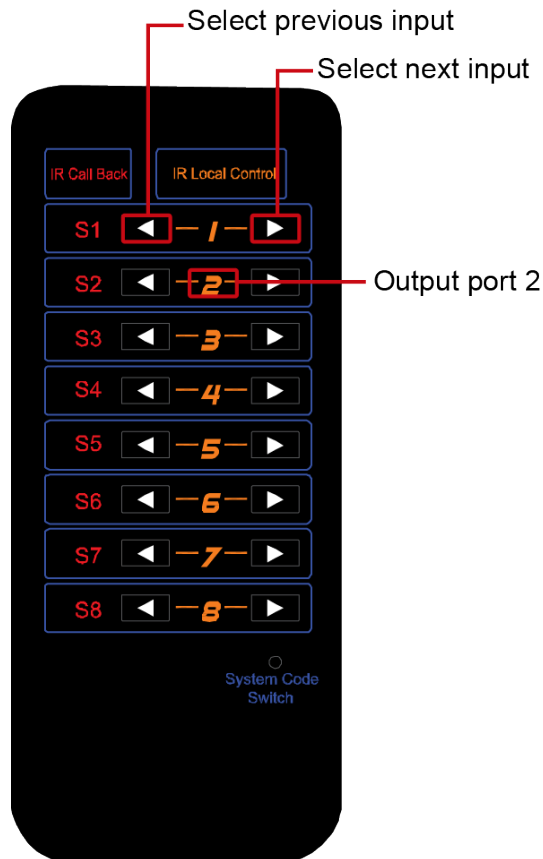 Select previous input
Select next input
IR Call Back
IR Local Control
S1 1
S2 2
Output port 2
S3 3
S4 4
S5 5
S6 6
S7 7
S8 8
System Code
Switch